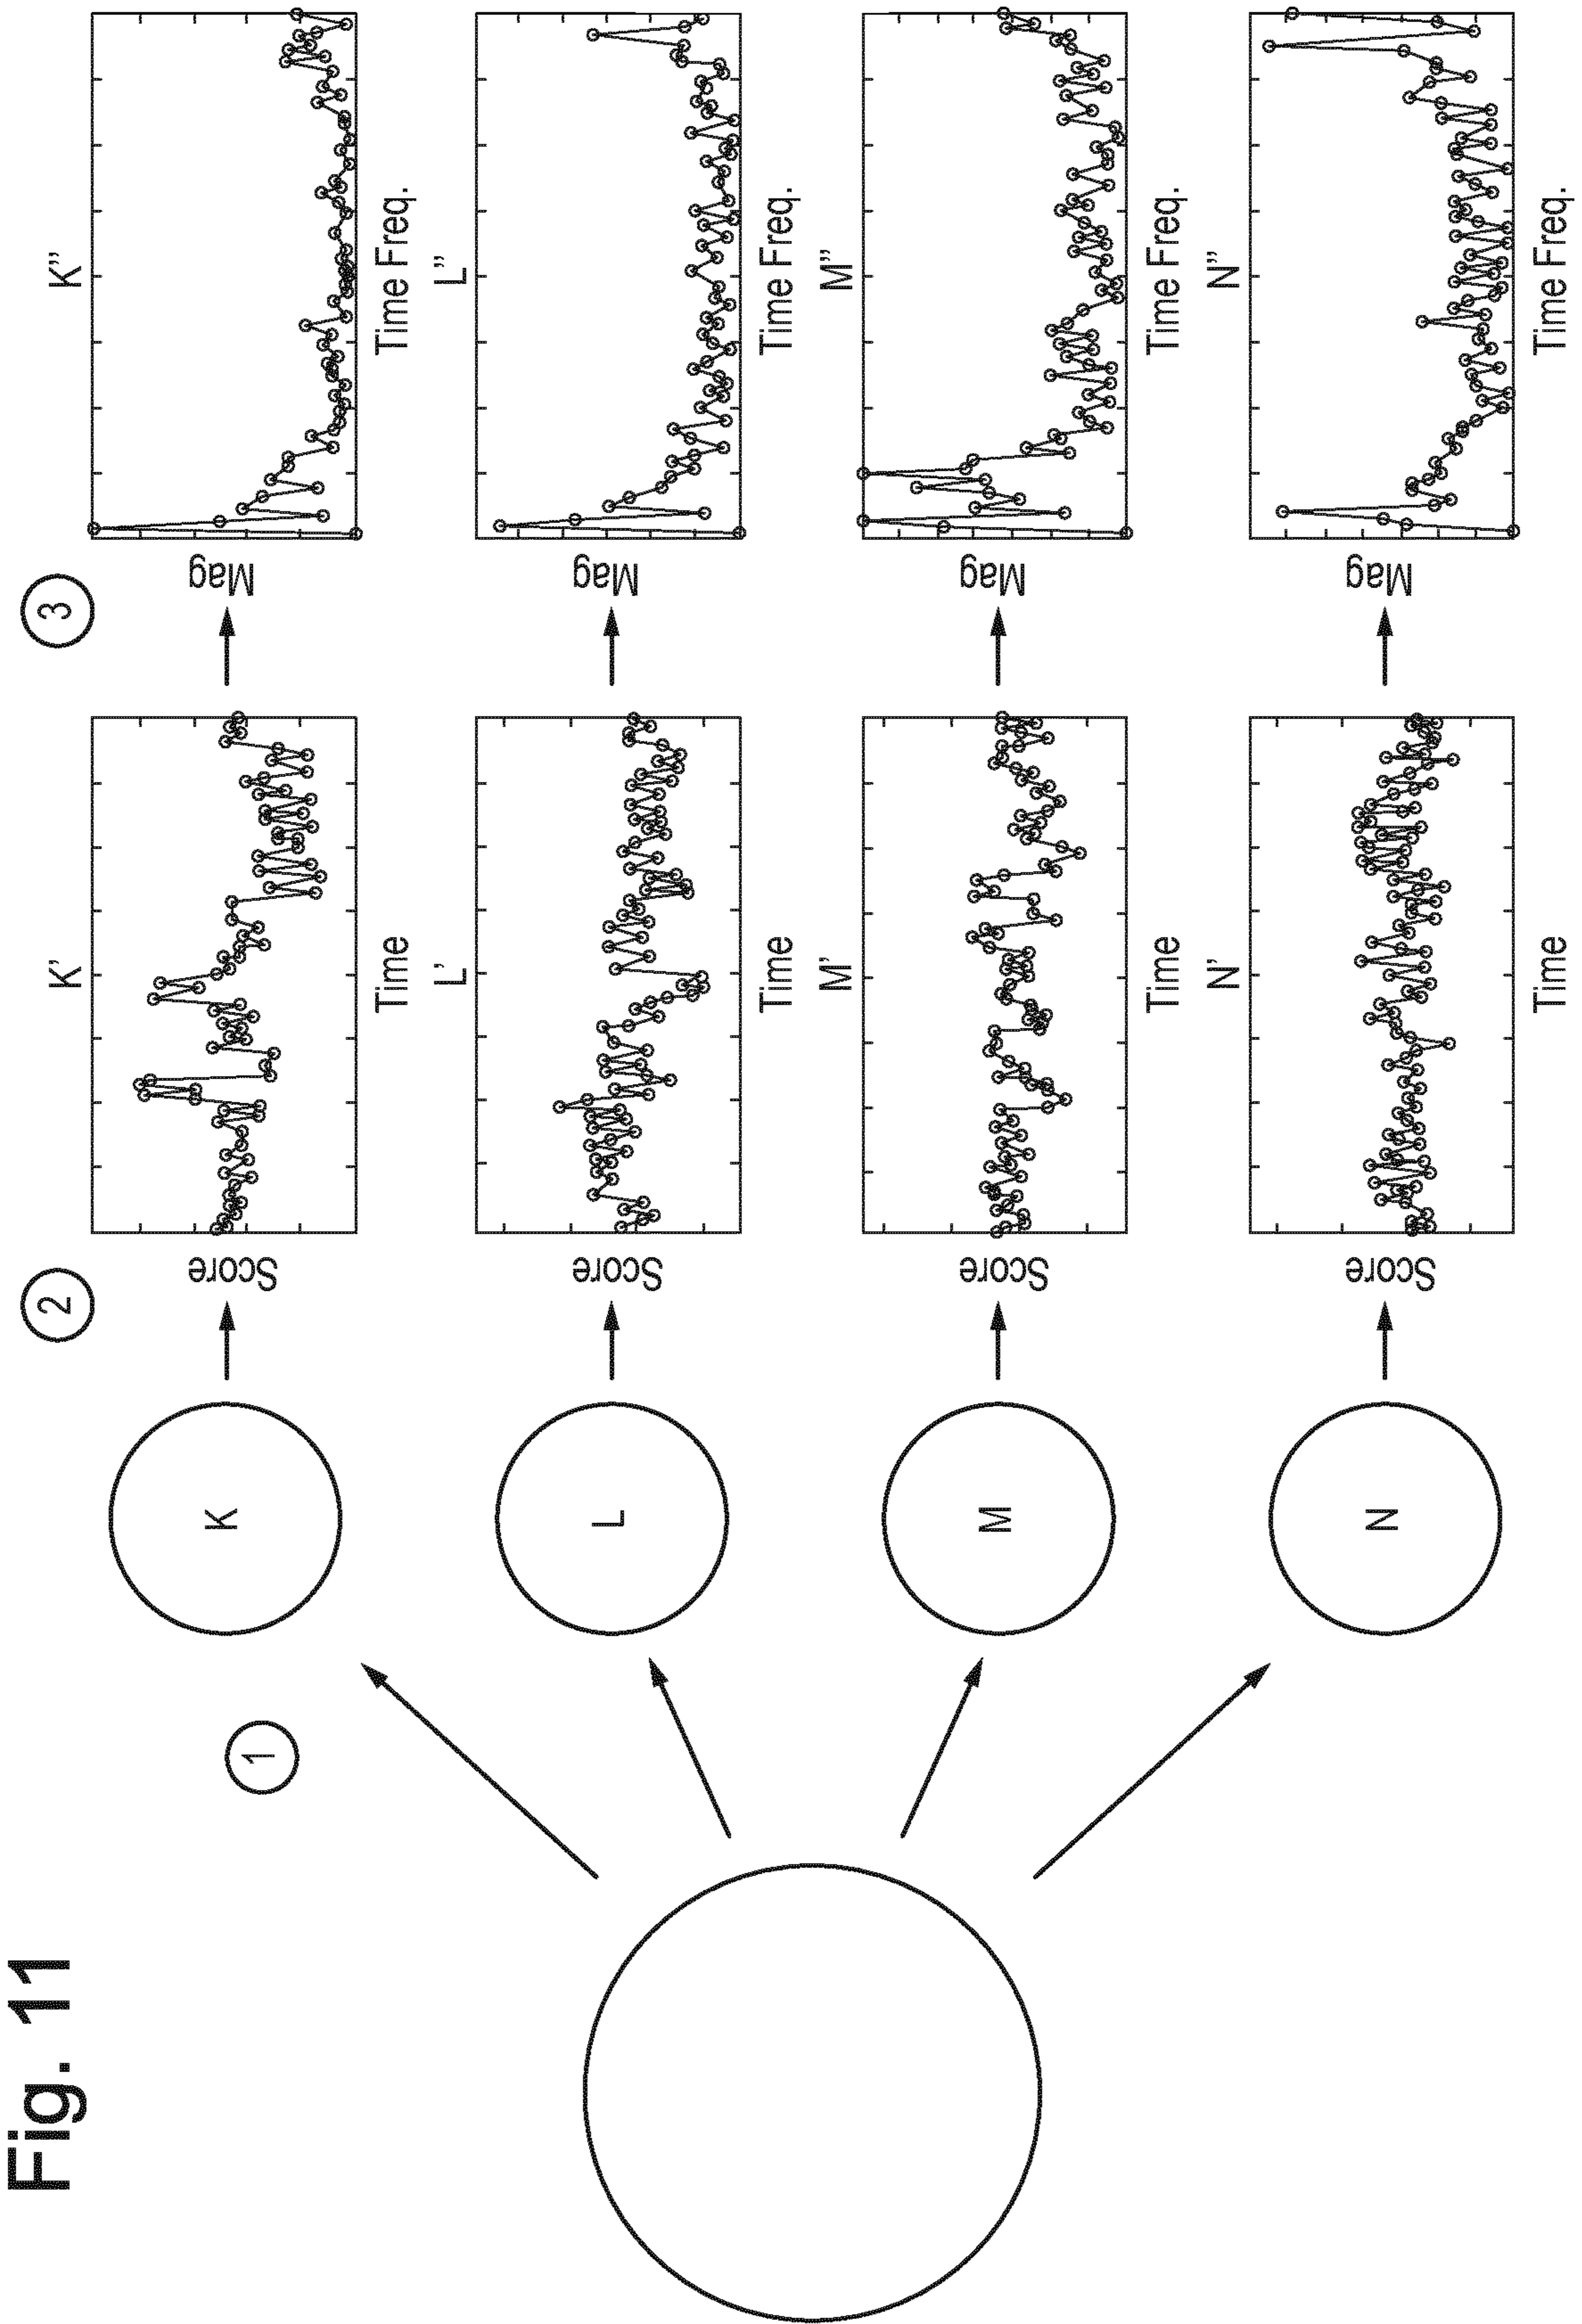 Fig. 11
1
2
3
K
K'
Score
Time
K''
Mag
Time Freq.
L
L'
Score
Time
L''
Mag
Time Freq.
M
M'
Score
Time
M''
Mag
Time Freq.
N
N'
Score
Time
N''
Mag
Time Freq.